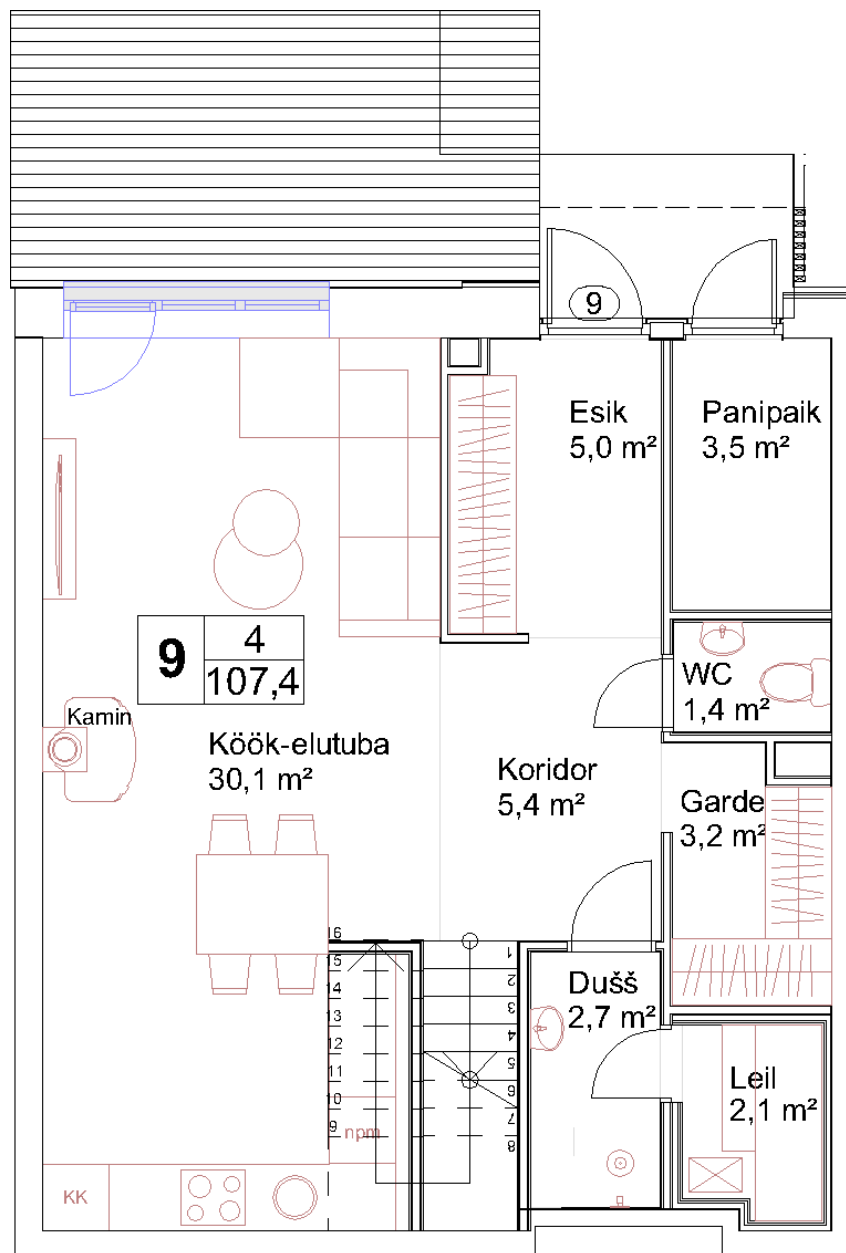 9
Esik
5,0 m²
Panipaik
3,5 m²
9
4
107,4
WC
1,4 m²
Kamin
Köök-elutuba
30,1 m²
Koridor
5,4 m²
Garde
3,2 m²
16
15
14
13
12
11
10
9
1
2
3
4
5
6
7
8
Dušš
2,7 m²
Leil
2,1 m²
npm
KK